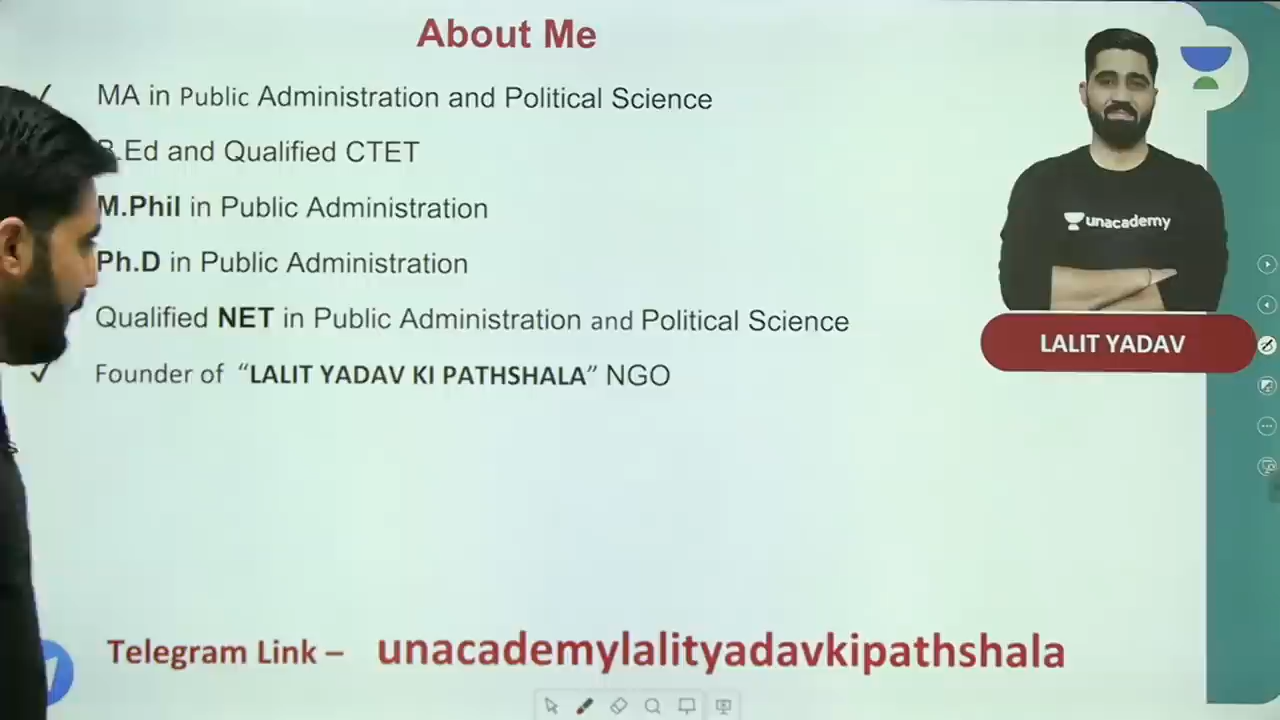 About Me
MA in Public Administration and Political Science
B.Ed and Qualified CTET
M.Phil in Public Administration
Ph.D in Public Administration
Qualified NET in Public Administration and Political Science
Founder of “LALIT YADAV KI PATHSHALA” NGO
unacademy
LALIT YADAV
Telegram Link – unacademylalityadavkipathshala